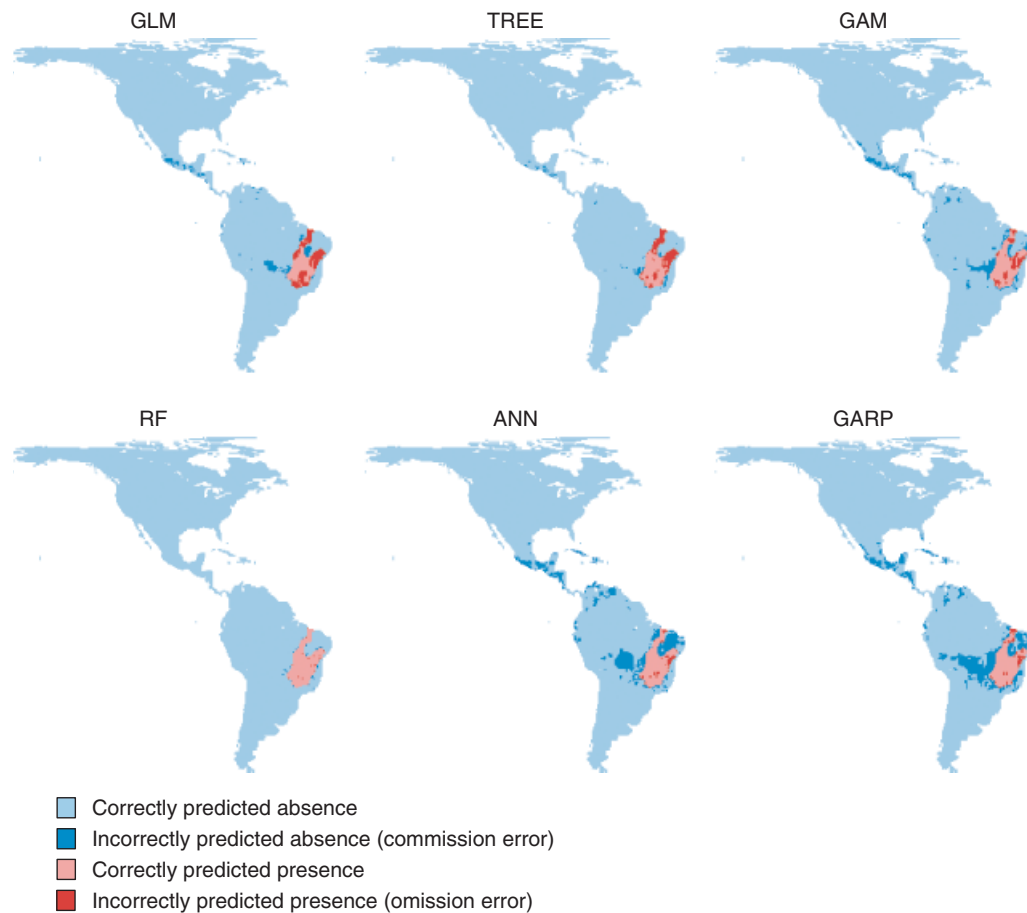 GLM
TREE
GAM
RF
ANN
GARP
Correctly predicted absence
Incorrectly predicted absence (commission error)
Correctly predicted presence
Incorrectly predicted presence (omission error)